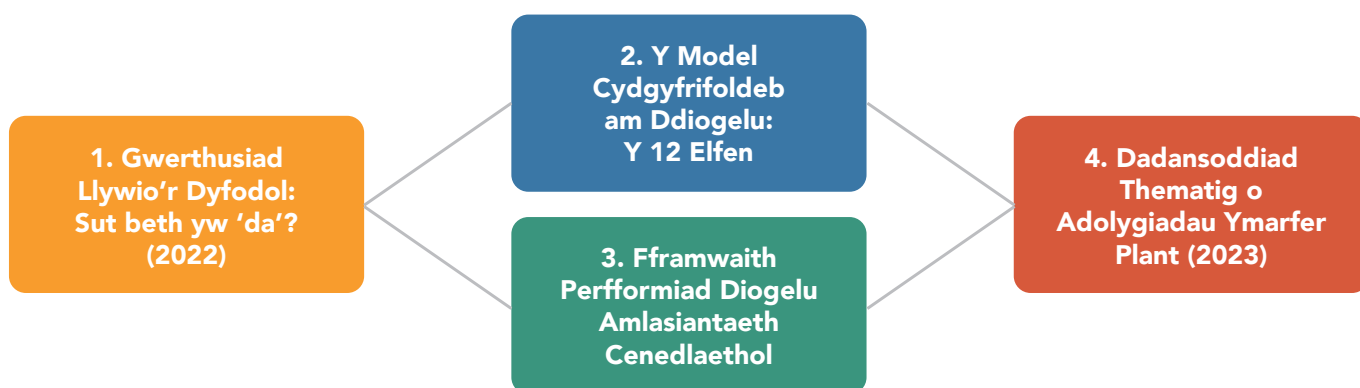 1. Gwerthusiad
Llywio’r Dyfodol:
Sut beth yw ‘da’?
(2022)
2. Y Model
Cydgyfrifoldeb
am Ddiogelu:
Y 12 Elfen
3. Fframwaith
Perfformiad Diogelu
Amlasiantaeth
Cenedlaethol
4. Dadansoddiad
Thematig o
Adolygiadau Ymarfer
Plant (2023)